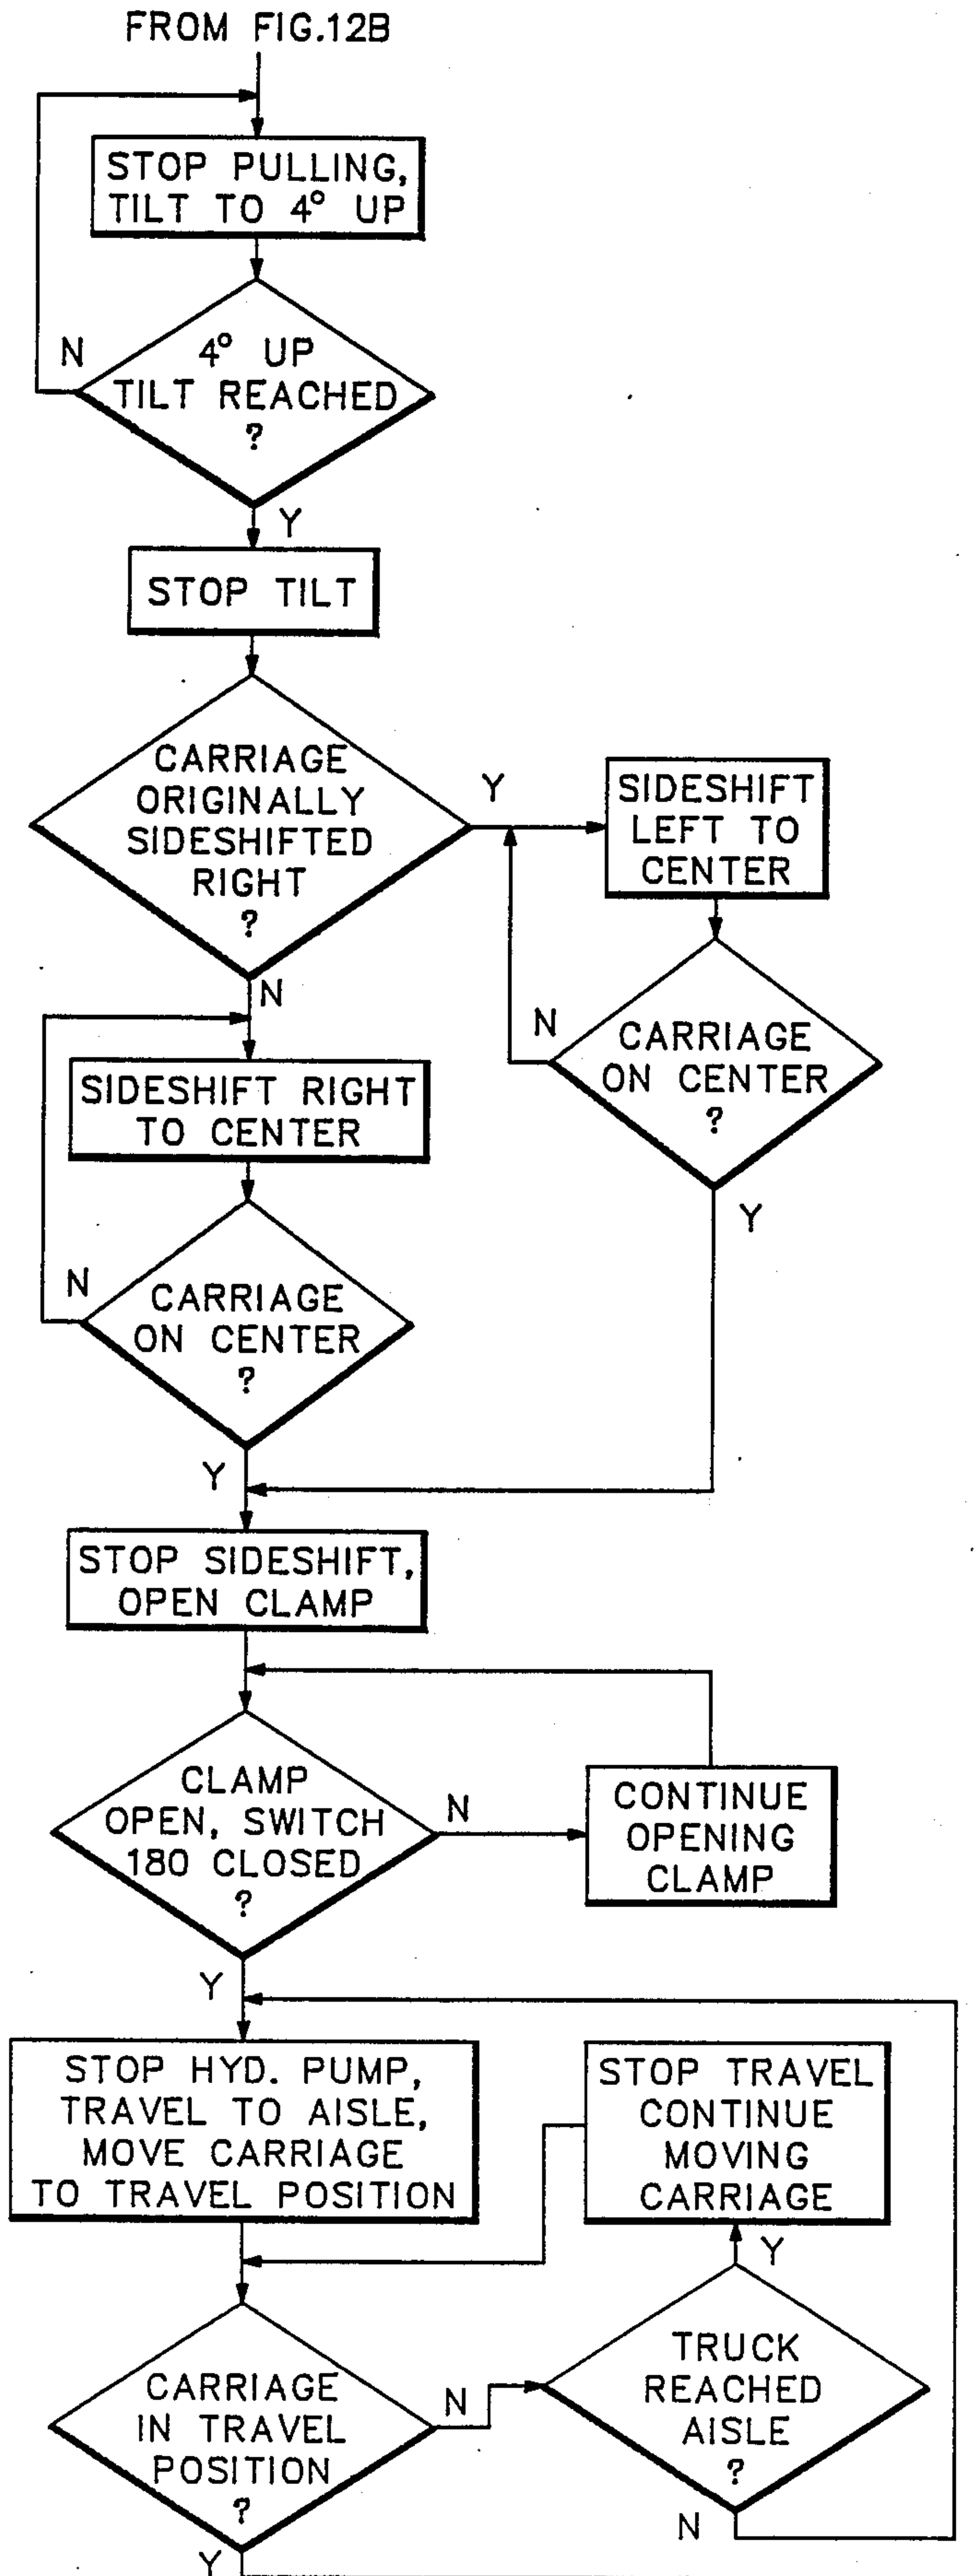 FROM FIG.12B
STOP PULLING,
TILT TO 4° UP
N
4° UP
TILT REACHED
?
Y
STOP TILT
CARRIAGE
ORIGINALLY
SIDESHIFTED
RIGHT
?
Y
SIDESHIFT
LEFT TO
CENTER
N
N
CARRIAGE
ON CENTER
?
Y
SIDESHIFT RIGHT
TO CENTER
N
CARRIAGE
ON CENTER
?
Y
STOP SIDESHIFT,
OPEN CLAMP
CLAMP
OPEN, SWITCH
180 CLOSED
?
N
CONTINUE
OPENING
CLAMP
Y
STOP HYD. PUMP,
TRAVEL TO AISLE,
MOVE CARRIAGE
TO TRAVEL POSITION
STOP TRAVEL
CONTINUE
MOVING
CARRIAGE
Y
CARRIAGE
IN TRAVEL
POSITION
?
N
TRUCK
REACHED
AISLE
?
N
Y